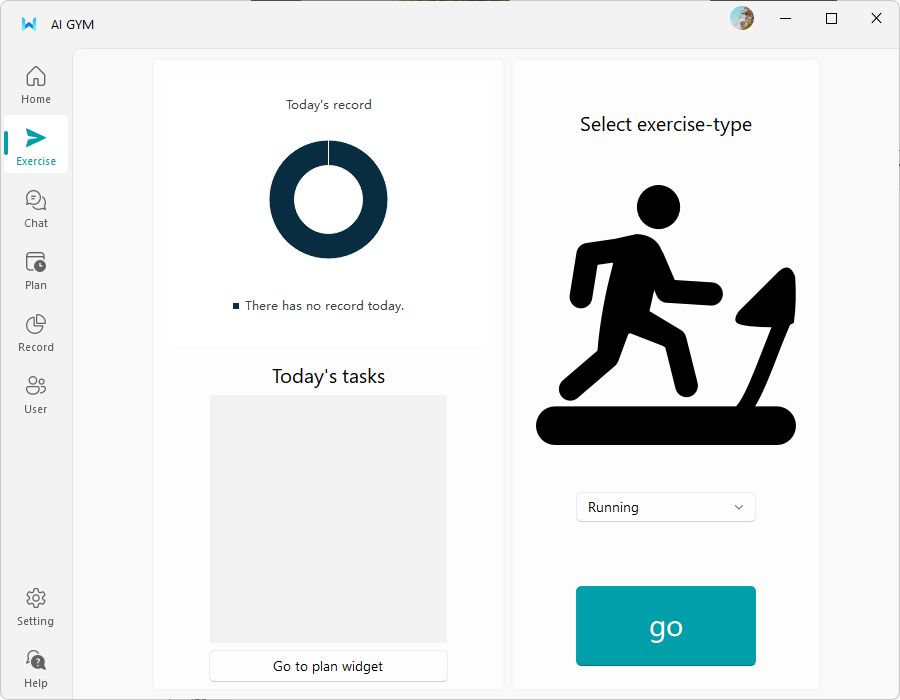 AI GYM
Home
Exercise
Chat
Plan
Record
User
Setting
Help
Today's record
There has no record today.
Today's tasks
Go to plan widget
Select exercise-type
Running
go